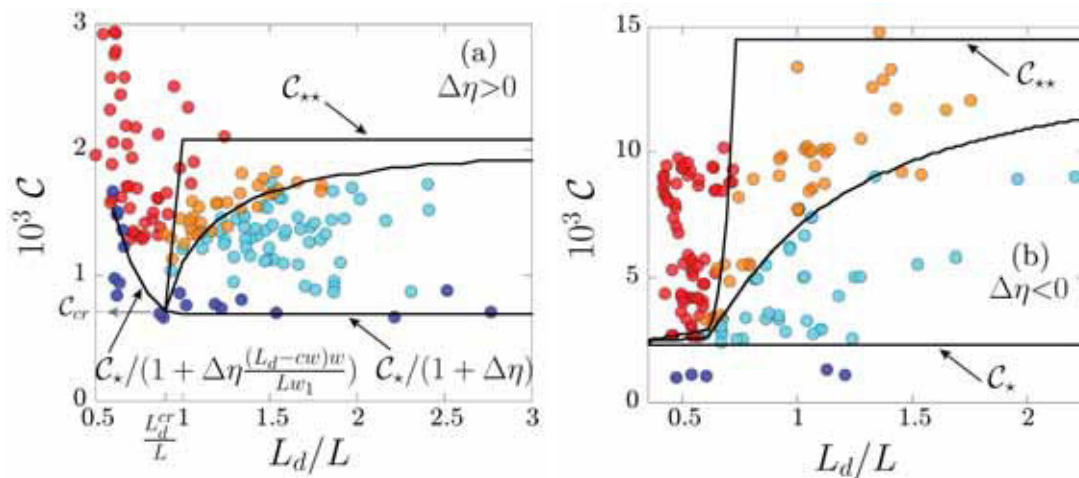 3
2
1
0
10³ 𝒞
𝒞cr
(a)
Δη>0
𝒞⋆⋆
𝒞⋆/(1 + Δη (L_d−cw)w / Lw₁)
𝒞⋆/(1 + Δη)
0.5 1 1.5 2 2.5 3
L_d^cr / L
L_d/L
15
10
5
0
10³ 𝒞
𝒞⋆⋆
(b)
Δη<0
𝒞⋆
0.5 1 1.5 2
L_d/L